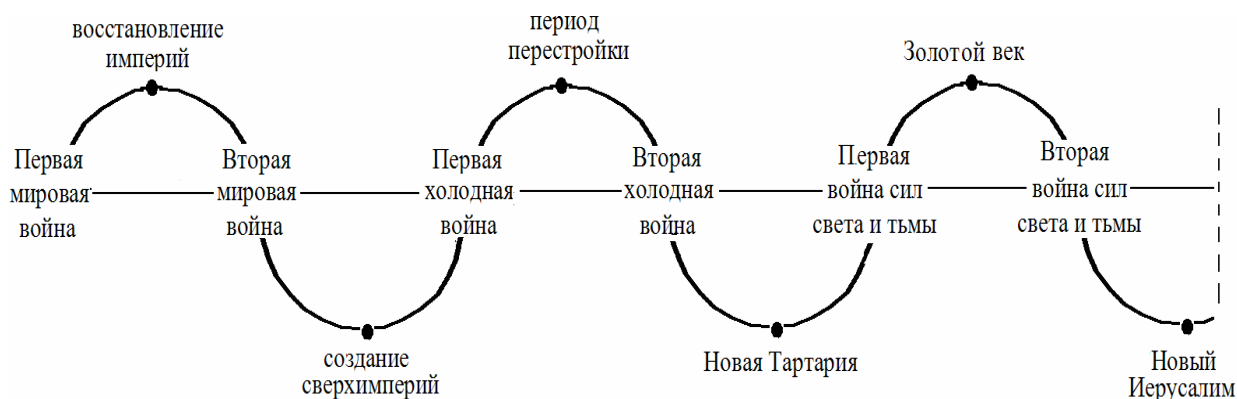 восстановление
империй
период
перестройки
Золотой век
Первая
мировая
война
Вторая
мировая
война
Первая
холодная
война
Вторая
холодная
война
Первая
война сил
света и тьмы
Вторая
война сил
света и тьмы
создание
сверхимперий
Новая Тартария
Новый
Иерусалим